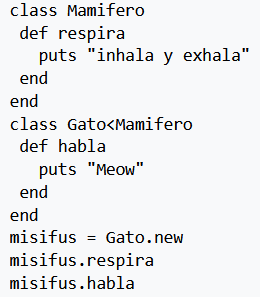 class Mamifero
 def respira
   puts "inhala y exhala"
 end
end
class Gato<Mamifero
 def habla
   puts "Meow"
 end
end
misifus = Gato.new
misifus.respira
misifus.habla